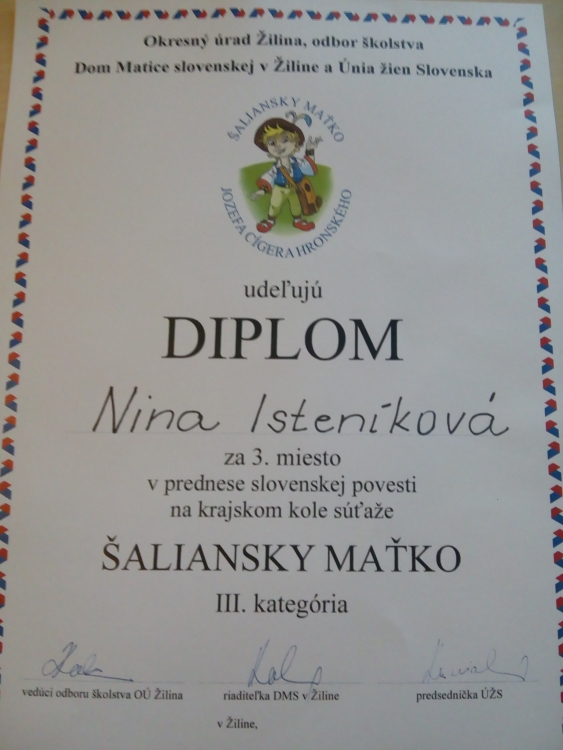 Okresný úrad Žilina, odbor školstva
Dom Matice slovenskej v Žiline a Únia žien Slovenska
ŠALIANSKY MAŤKO
JOZEFA CÍGERA HRONSKÉHO
udeľujú
DIPLOM
Nina Isteníková
za 3. miesto
v prednese slovenskej povesti
na krajskom kole súťaže
ŠALIANSKY MAŤKO
III. kategória
vedúci odboru školstva OÚ Žilina
riaditeľka DMS v Žiline
predsedníčka ÚŽS
v Žiline,